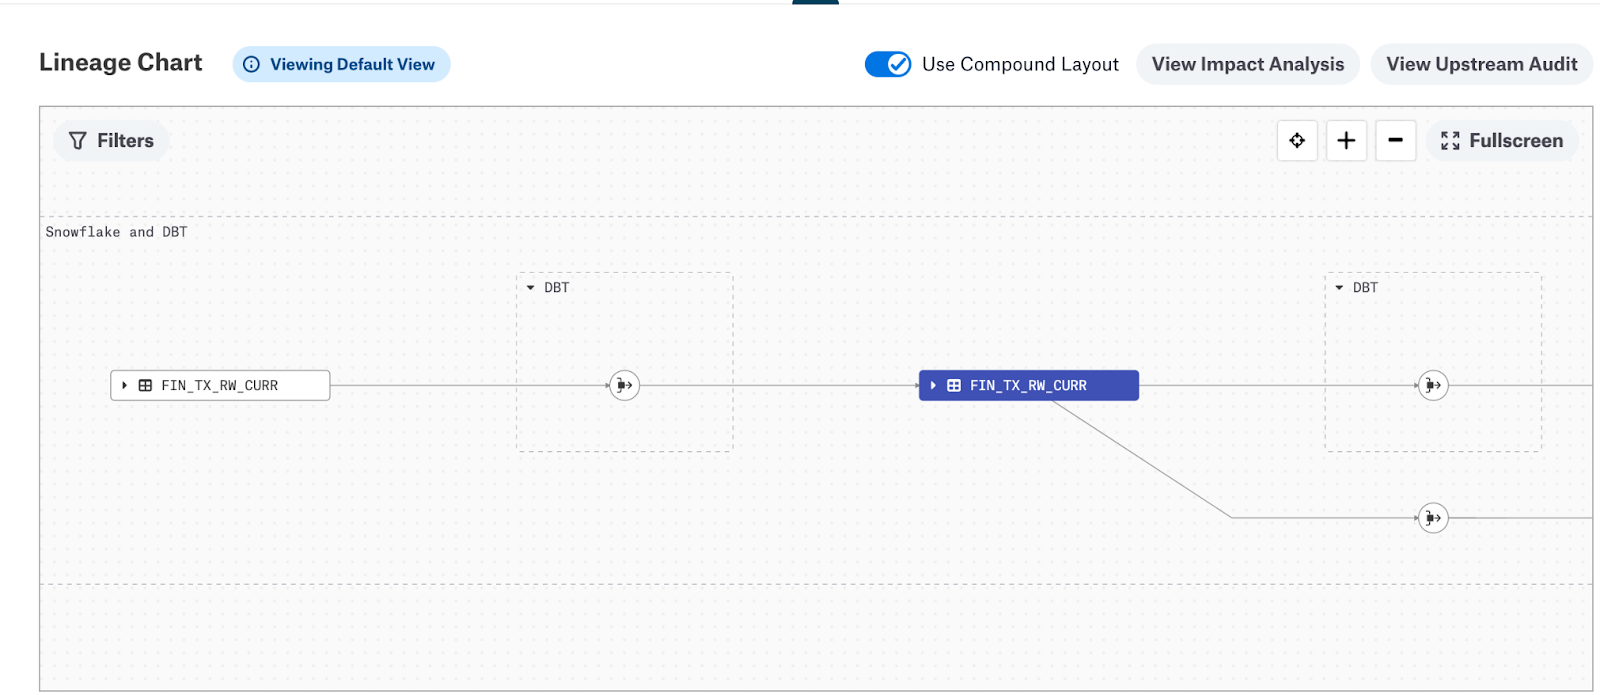 Lineage Chart
Viewing Default View
Use Compound Layout
View Impact Analysis
View Upstream Audit
Filters
Fullscreen
Snowflake and DBT
DBT
DBT
FIN_TX_RW_CURR
FIN_TX_RW_CURR